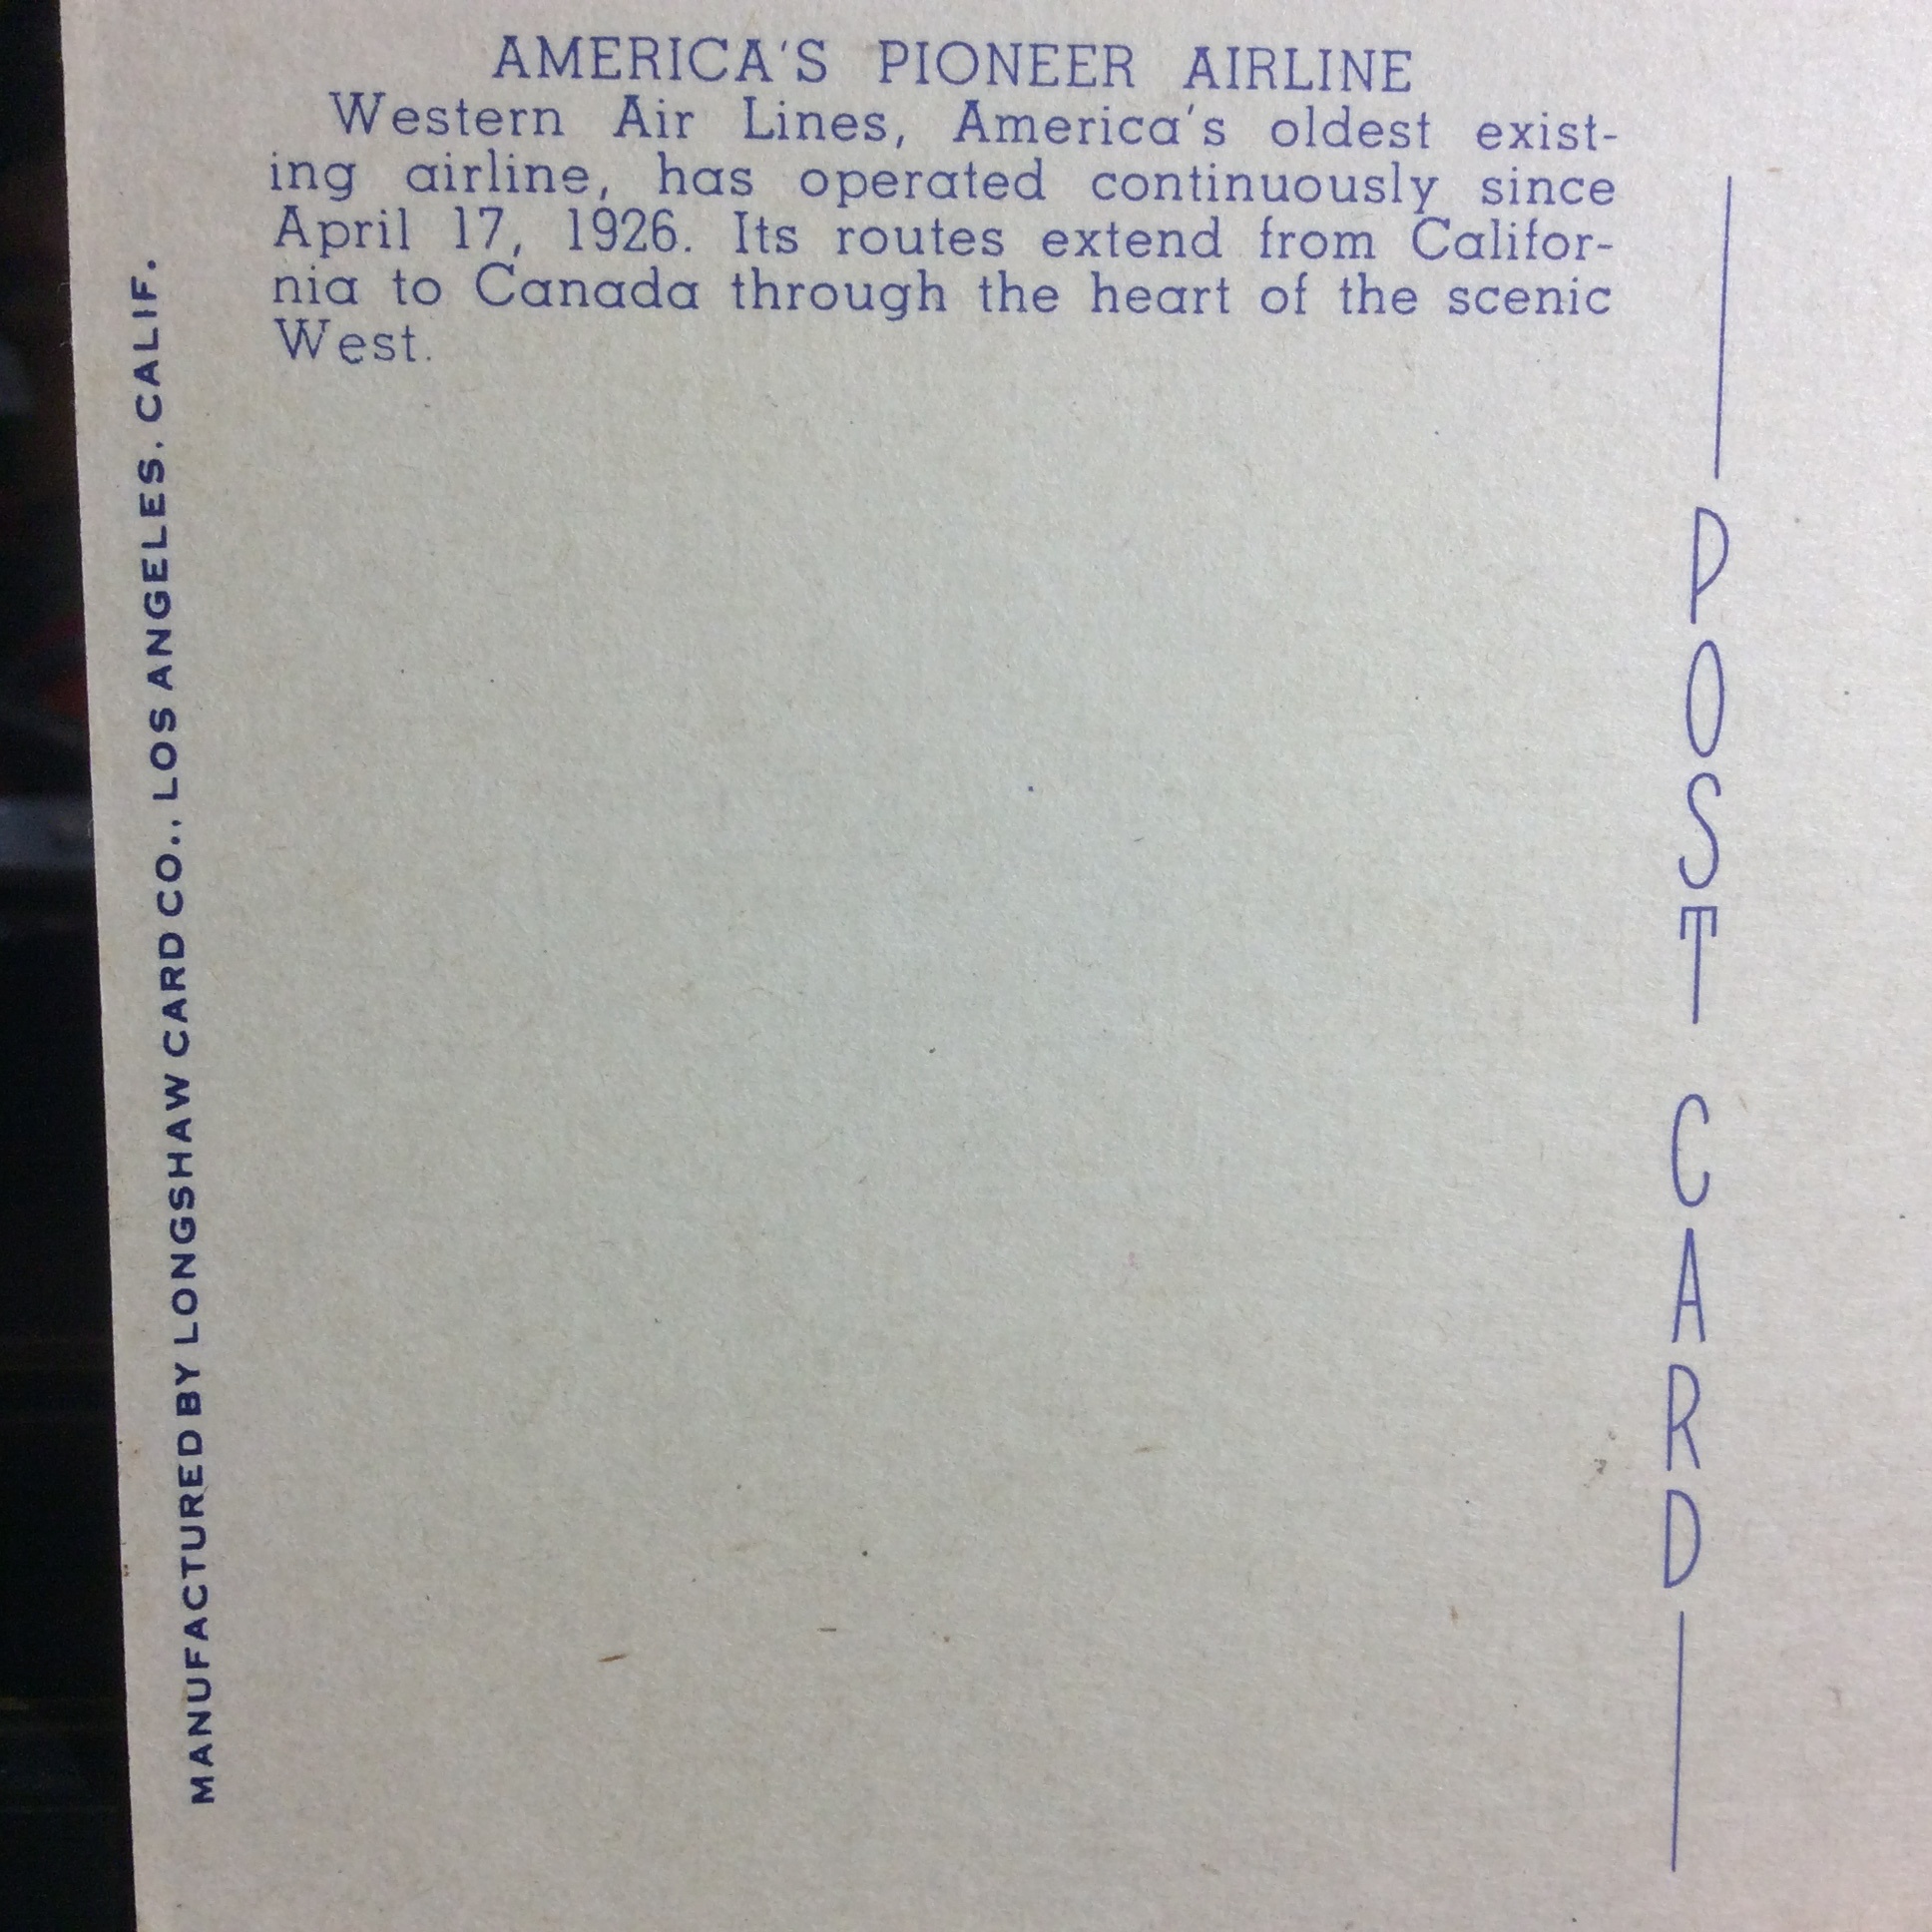 AMERICA'S PIONEER AIRLINE
Western Air Lines, America's oldest exist-
ing airline, has operated continuously since
April 17, 1926. Its routes extend from Califor-
nia to Canada through the heart of the scenic
West.
MANUFACTURED BY LONGSHAW CARD CO., LOS ANGELES, CALIF.
POST CARD